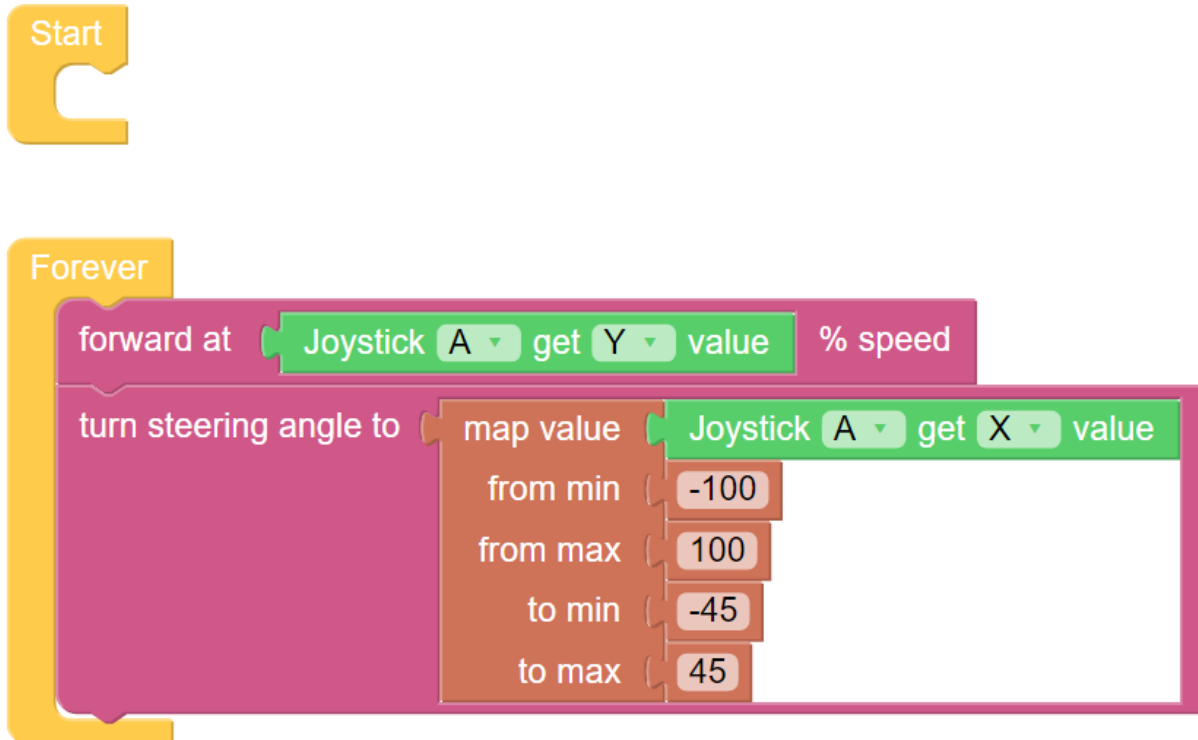 Start
Forever
forward at Joystick A get Y value % speed
turn steering angle to map value Joystick A get X value
from min -100
from max 100
to min -45
to max 45